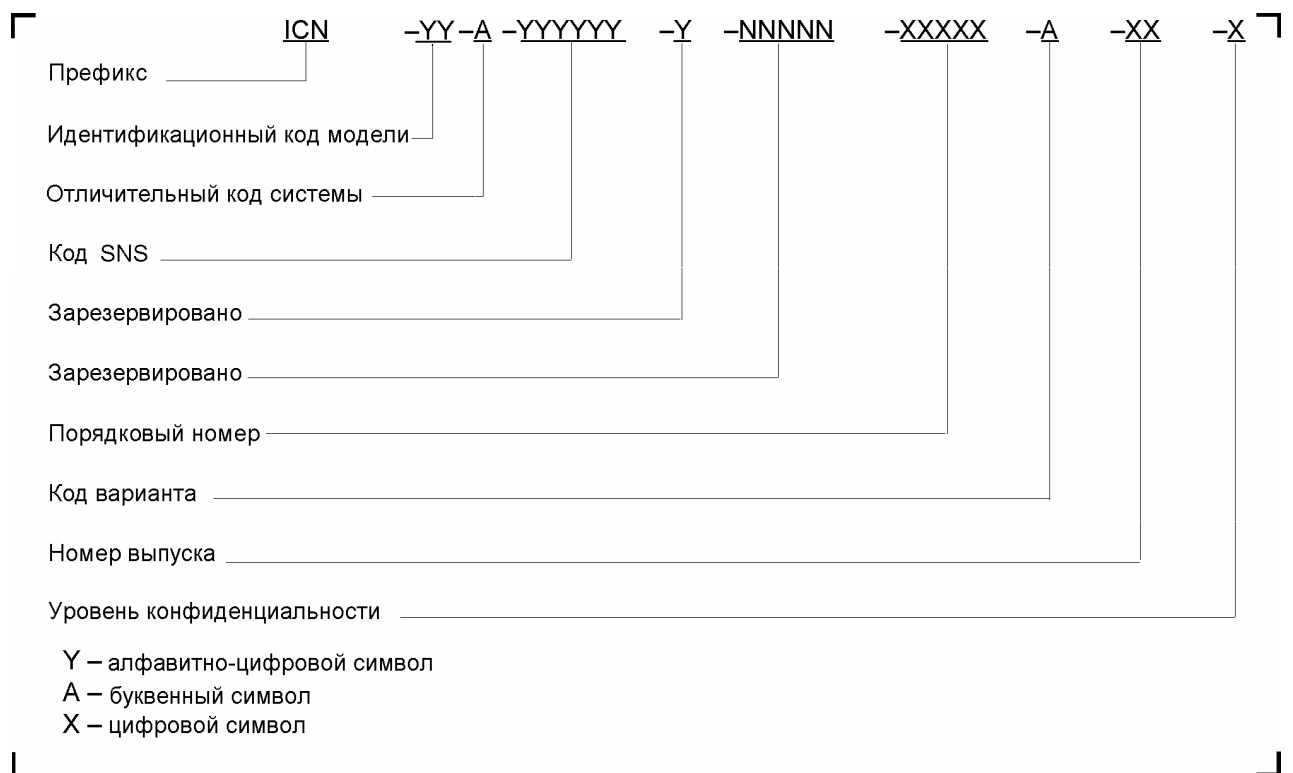 ICN –YY –A –YYYYYY –Y –NNNNN –XXXXX –A –XX –X
Префикс
Идентификационный код модели
Отличительный код системы
Код SNS
Зарезервировано
Зарезервировано
Порядковый номер
Код варианта
Номер выпуска
Уровень конфиденциальности
Y – алфавитно-цифровой символ
A – буквенный символ
X – цифровой символ